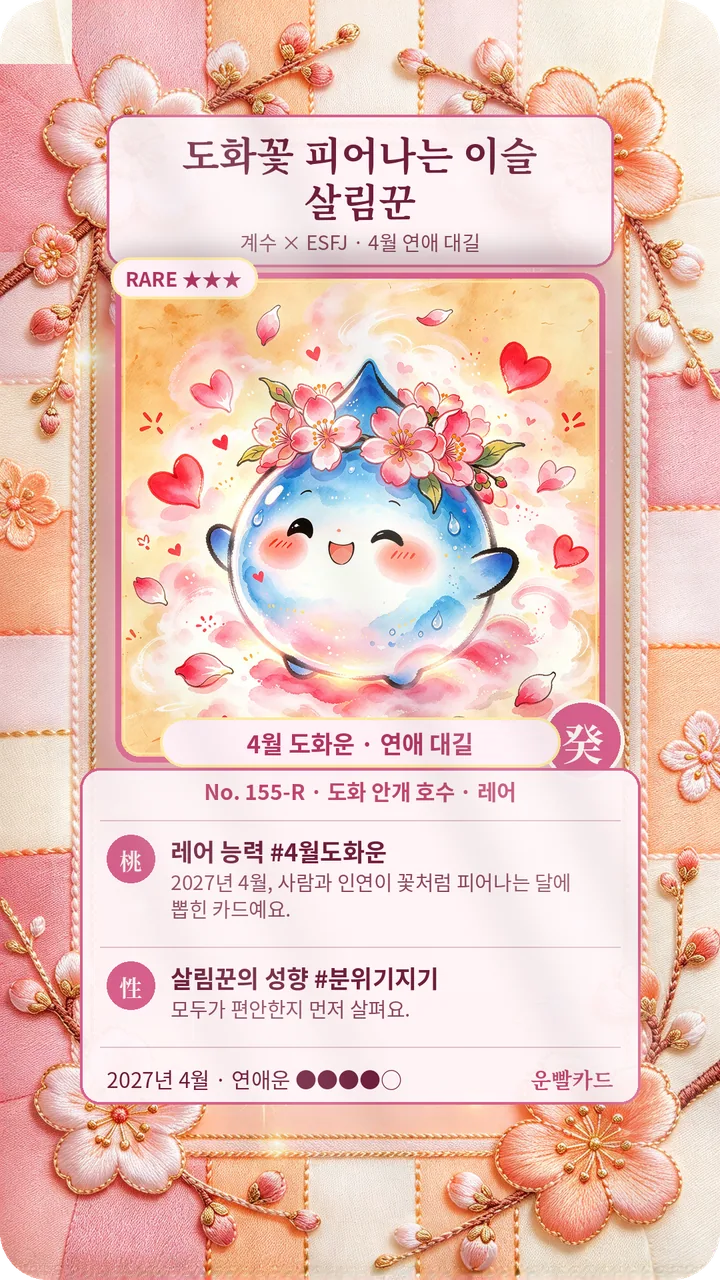 도화꽃 피어나는 이슬
살림꾼
계수 × ESFJ · 4월 연애 대길
RARE ★★★
4월 도화운 · 연애 대길
癸
No. 155-R · 도화 안개 호수 · 레어
桃
레어 능력 #4월도화운
2027년 4월, 사람과 인연이 꽃처럼 피어나는 달에
뽑힌 카드예요.
性
살림꾼의 성향 #분위기지기
모두가 편안한지 먼저 살펴요.
2027년 4월 · 연애운 ●●●●○
운빨카드